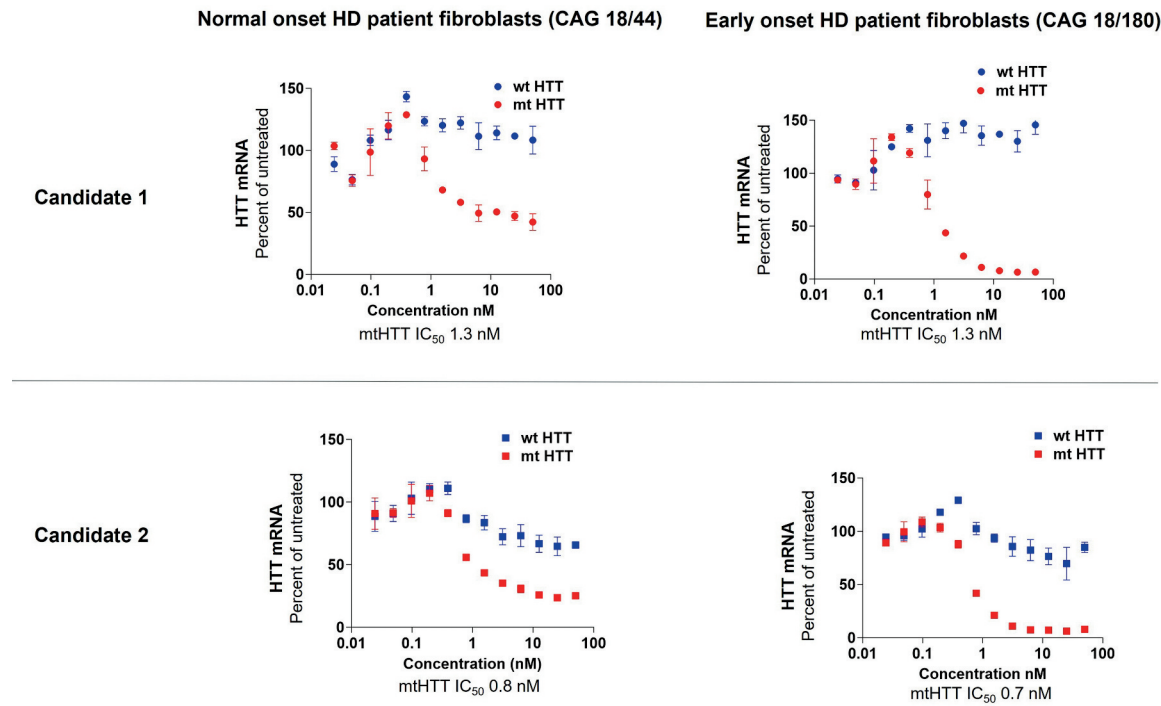 Normal onset HD patient fibroblasts (CAG 18/44)
Early onset HD patient fibroblasts (CAG 18/180)
Candidate 1
wt HTT
mt HTT
HTT mRNA
Percent of untreated
150
100
50
0
0.01 0.1 1 10 100
Concentration nM
mtHTT IC₅₀ 1.3 nM
wt HTT
mt HTT
HTT mRNA
Percent of untreated
150
100
50
0
0.01 0.1 1 10 100
Concentration nM
mtHTT IC₅₀ 1.3 nM
Candidate 2
wt HTT
mt HTT
HTT mRNA
Percent of untreated
150
100
50
0
0.01 0.1 1 10 100
Concentration (nM)
mtHTT IC₅₀ 0.8 nM
wt HTT
mt HTT
HTT mRNA
Percent of untreated
150
100
50
0
0.01 0.1 1 10 100
Concentration nM
mtHTT IC₅₀ 0.7 nM